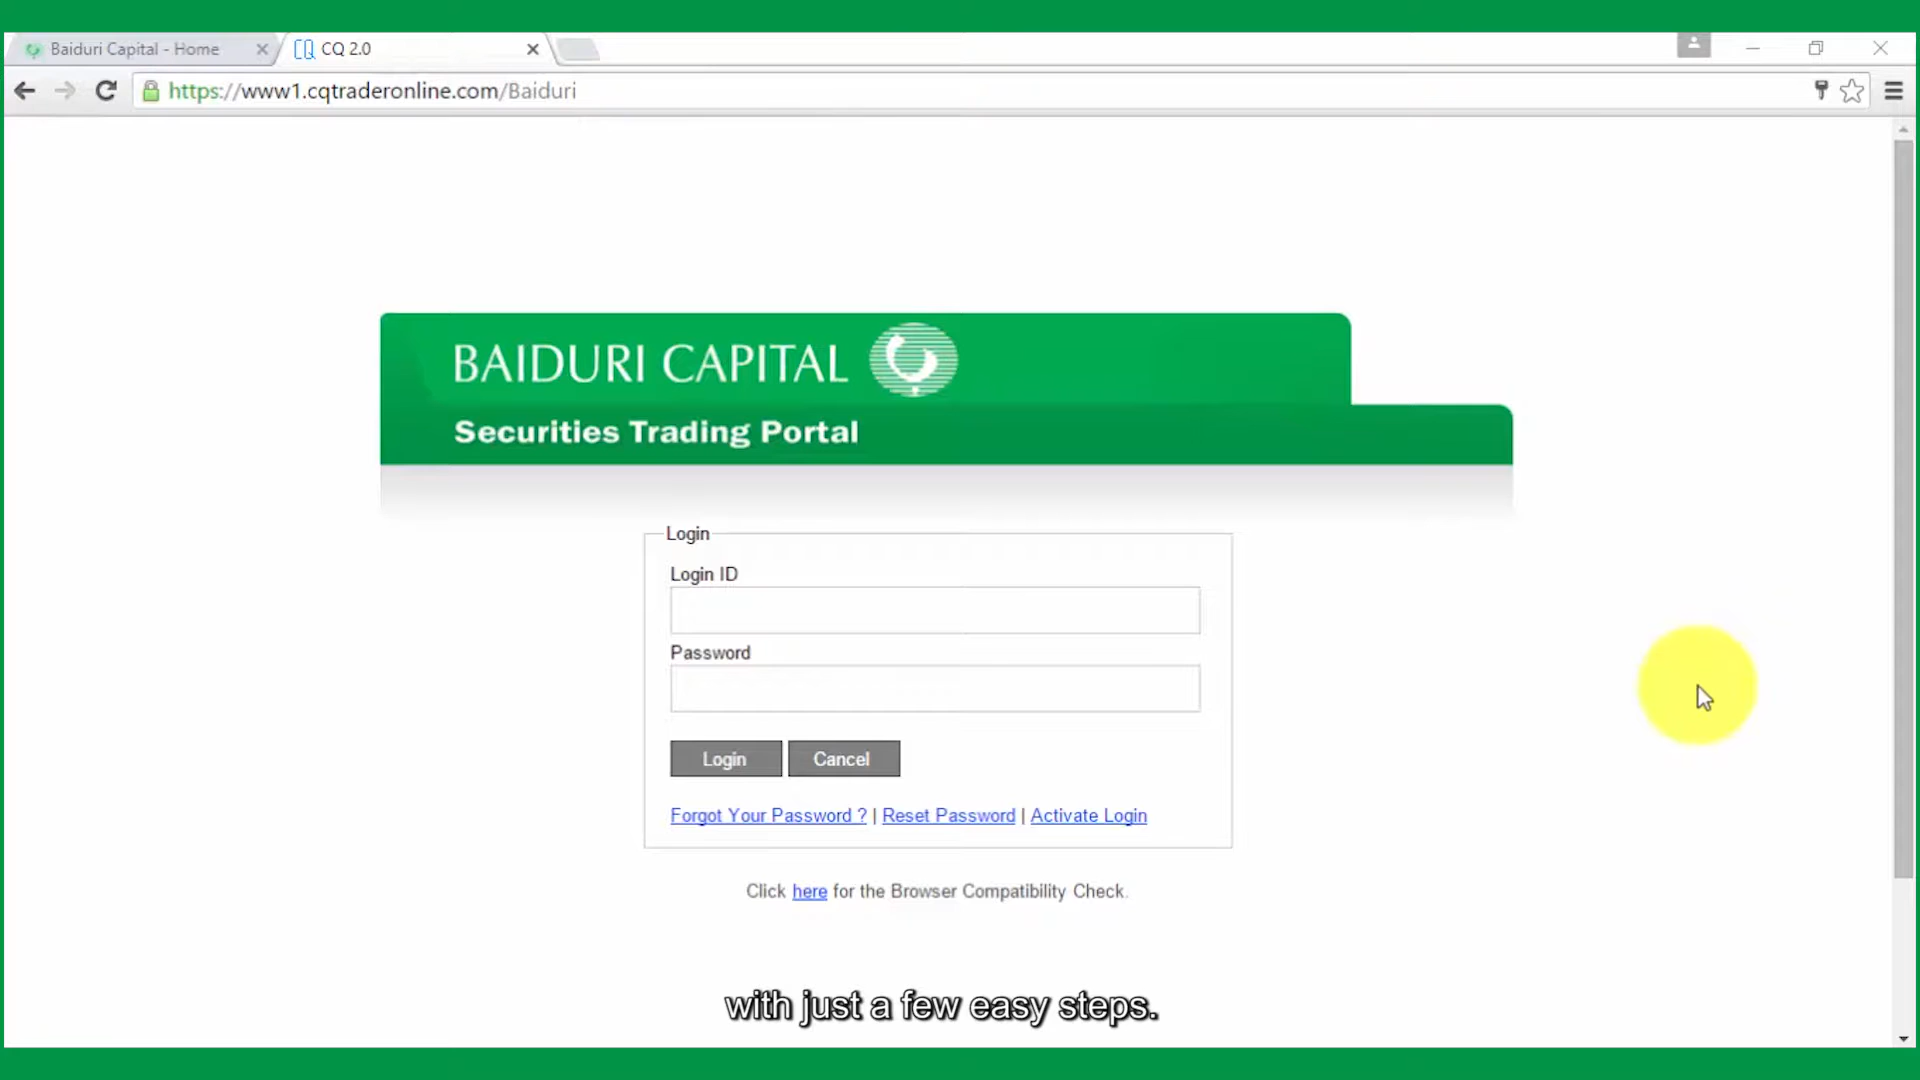 Baiduri Capital - Home
CQ CQ 2.0
https://www1.cqtraderonline.com/Baiduri
BAIDURI CAPITAL
Securities Trading Portal
Login
Login ID
Password
Login Cancel
Forgot Your Password ? | Reset Password | Activate Login
Click here for the Browser Compatibility Check.
with just a few easy steps.